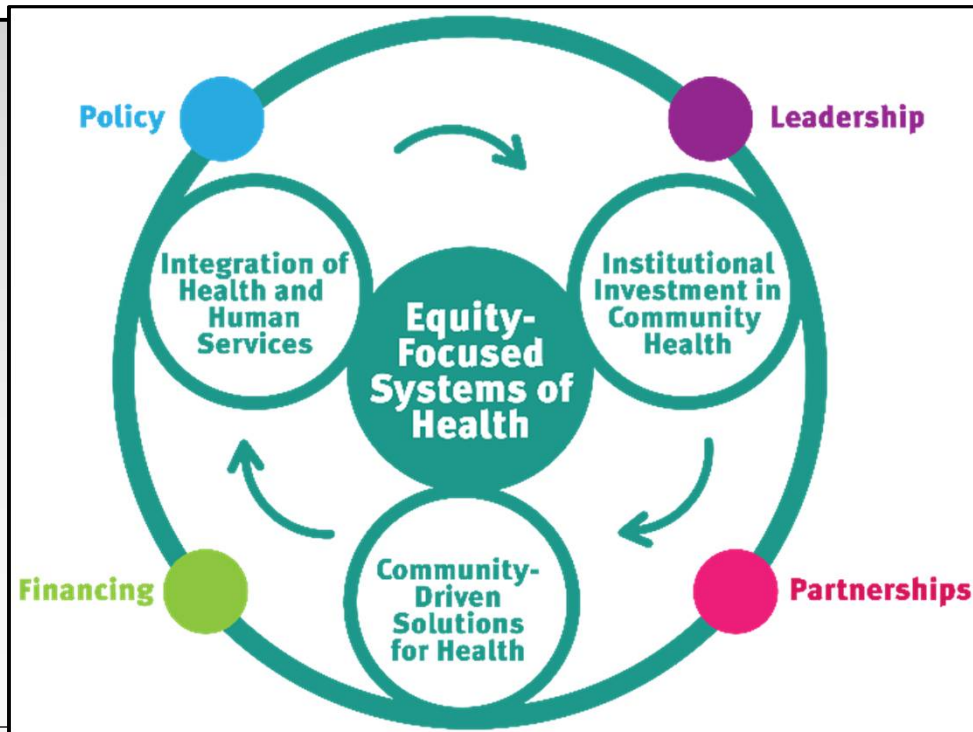 Policy
Leadership
Integration of
Health and
Human
Services
Institutional
Investment in
Community
Health
Equity-
Focused
Systems of
Health
Community-
Driven
Solutions
for Health
Financing
Partnerships